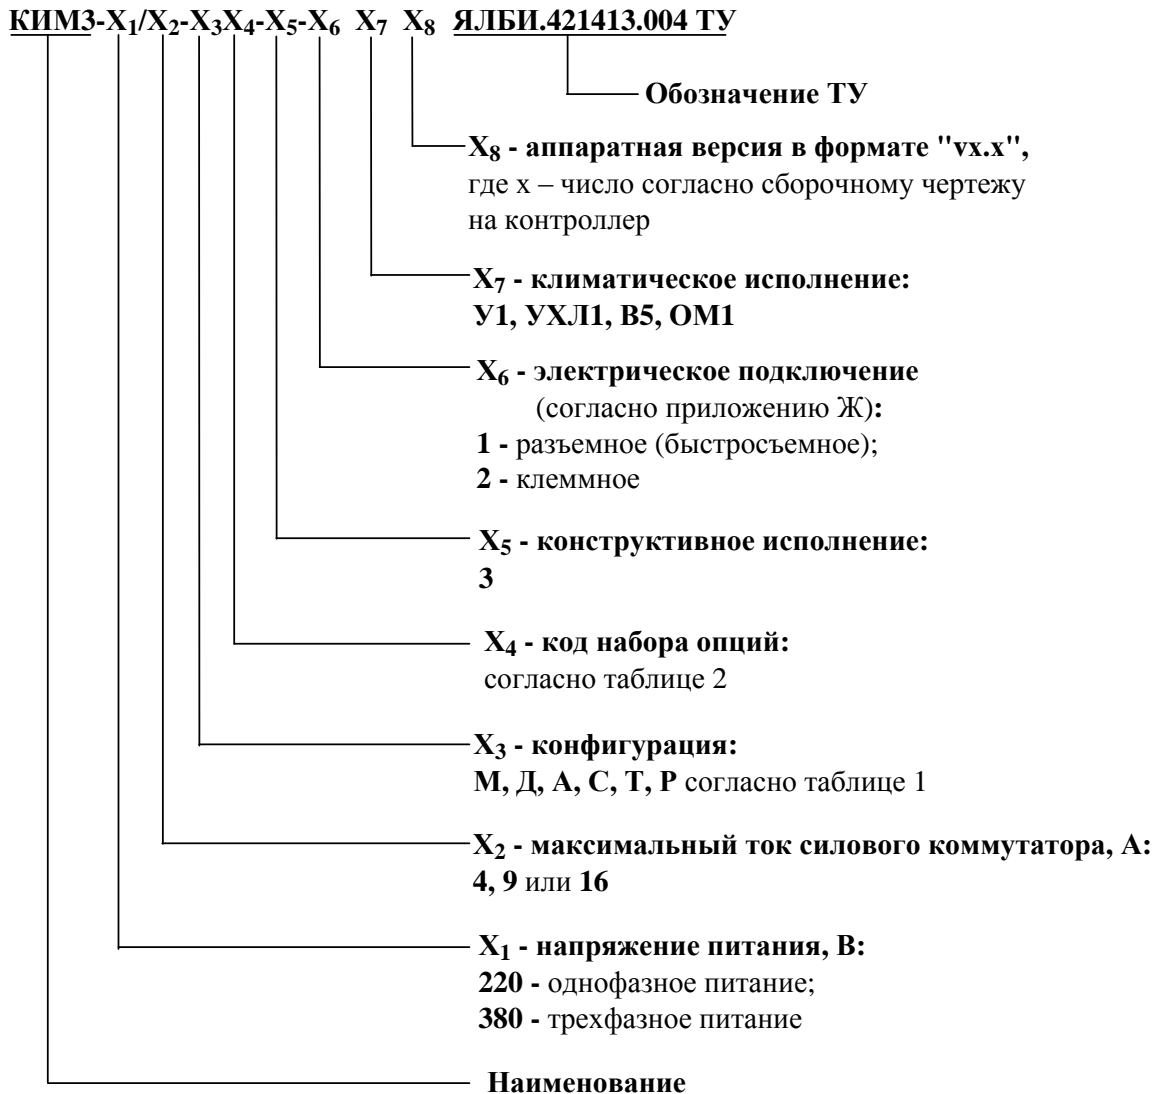 КИМ3-X1/X2-X3X4-X5-X6 X7 X8 ЯЛБИ.421413.004 ТУ
Обозначение ТУ
X8 - аппаратная версия в формате "vx.x",
где x – число согласно сборочному чертежу
на контроллер
X7 - климатическое исполнение:
У1, УХЛ1, В5, ОМ1
X6 - электрическое подключение
(согласно приложению Ж):
1 - разъемное (быстросъемное);
2 - клеммное
X5 - конструктивное исполнение:
3
X4 - код набора опций:
согласно таблице 2
X3 - конфигурация:
М, Д, А, С, Т, Р согласно таблице 1
X2 - максимальный ток силового коммутатора, А:
4, 9 или 16
X1 - напряжение питания, В:
220 - однофазное питание;
380 - трехфазное питание
Наименование